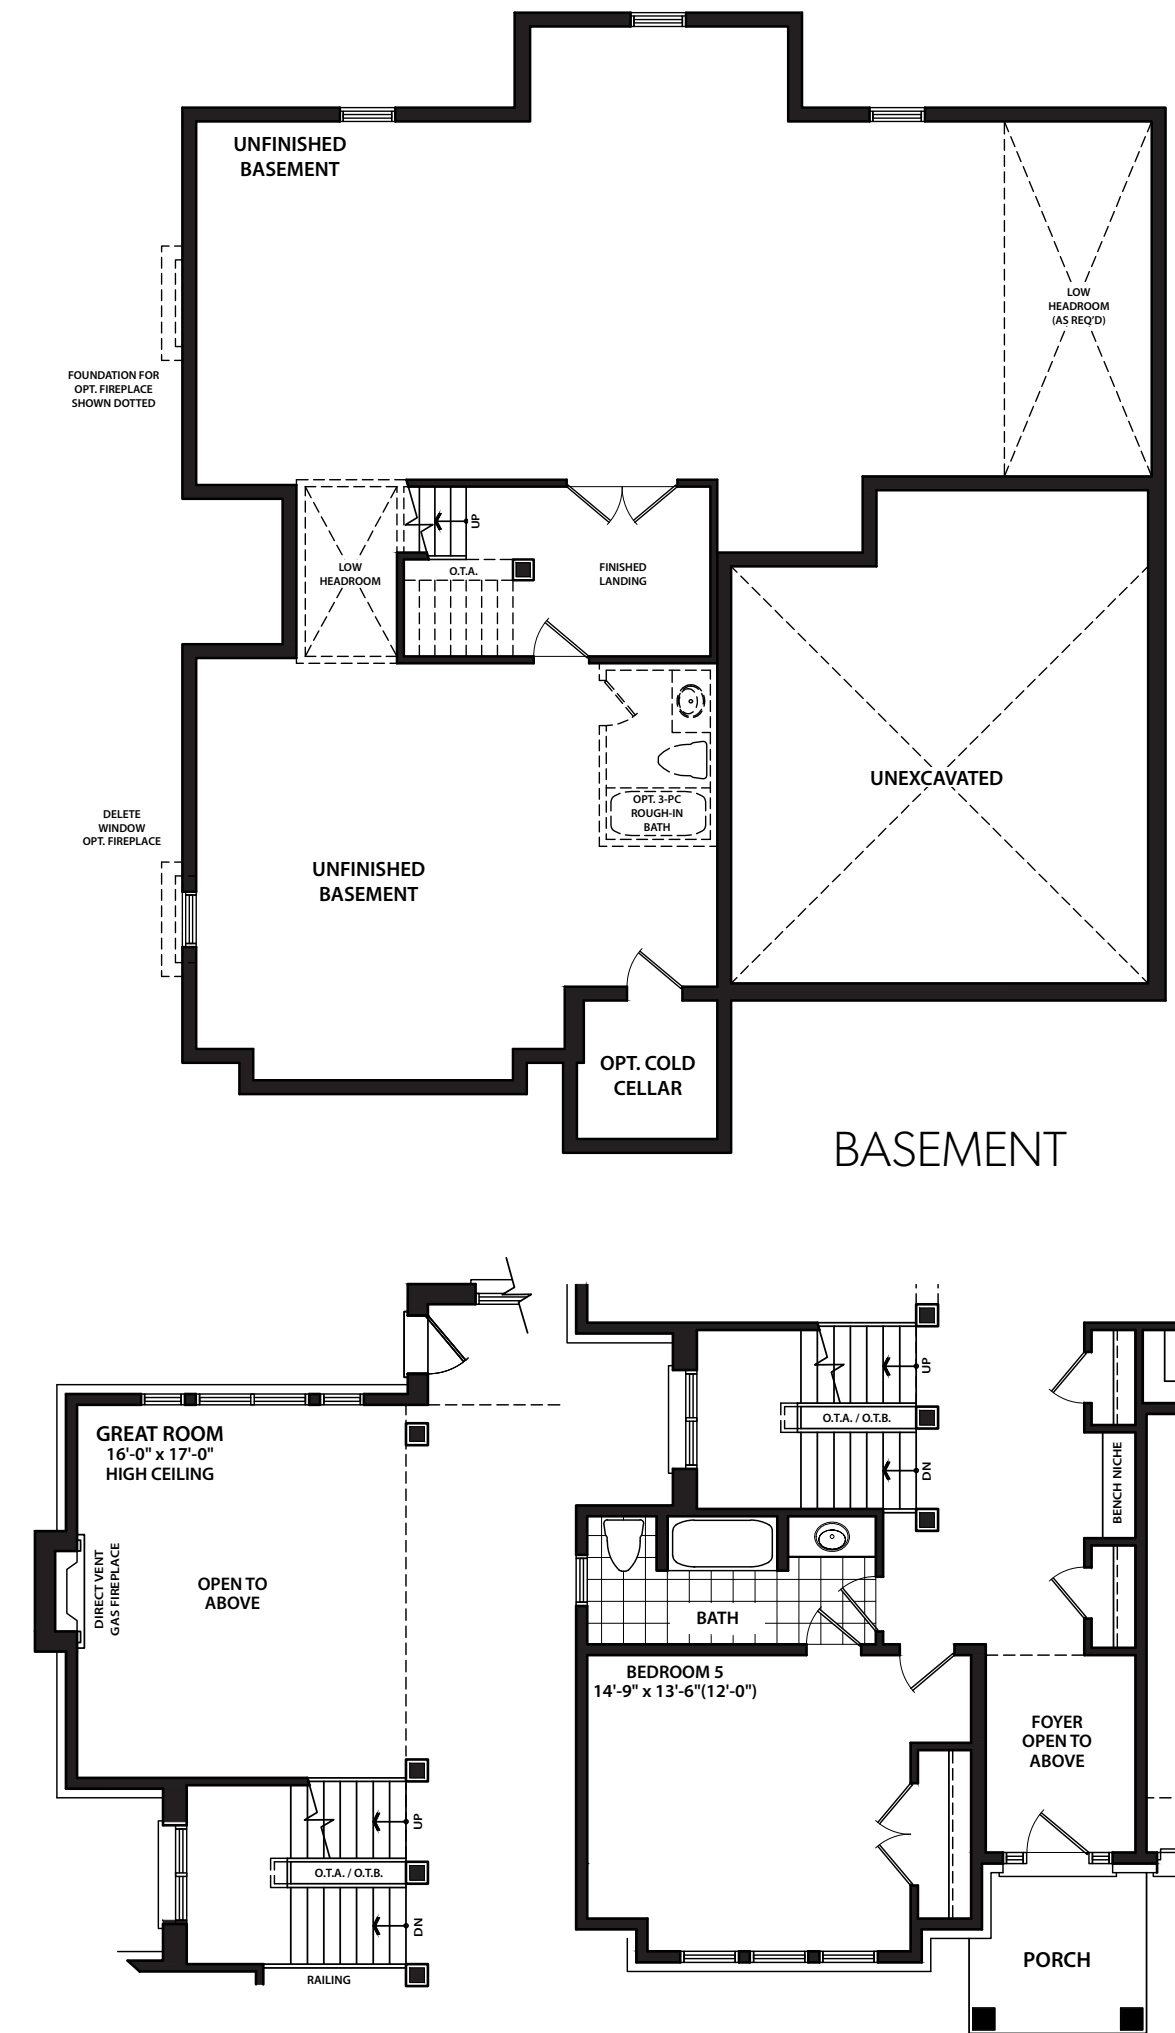 UNFINISHED
BASEMENT
LOW
HEADROOM
(AS REQ'D)
FOUNDATION FOR
OPT. FIREPLACE
SHOWN DOTTED
UP
LOW
HEADROOM
O.T.A.
FINISHED
LANDING
UNEXCAVATED
OPT. 3-PC
ROUGH-IN
BATH
DELETE
WINDOW
OPT. FIREPLACE
UNFINISHED
BASEMENT
OPT. COLD
CELLAR
BASEMENT
GREAT ROOM
16'-0" x 17'-0"
HIGH CEILING
DIRECT VENT
GAS FIREPLACE
OPEN TO
ABOVE
UP
O.T.A. / O.T.B.
DN
RAILING
UP
O.T.A. / O.T.B.
DN
BENCH NICHE
BATH
BEDROOM 5
14'-9" x 13'-6"(12'-0")
FOYER
OPEN TO
ABOVE
PORCH